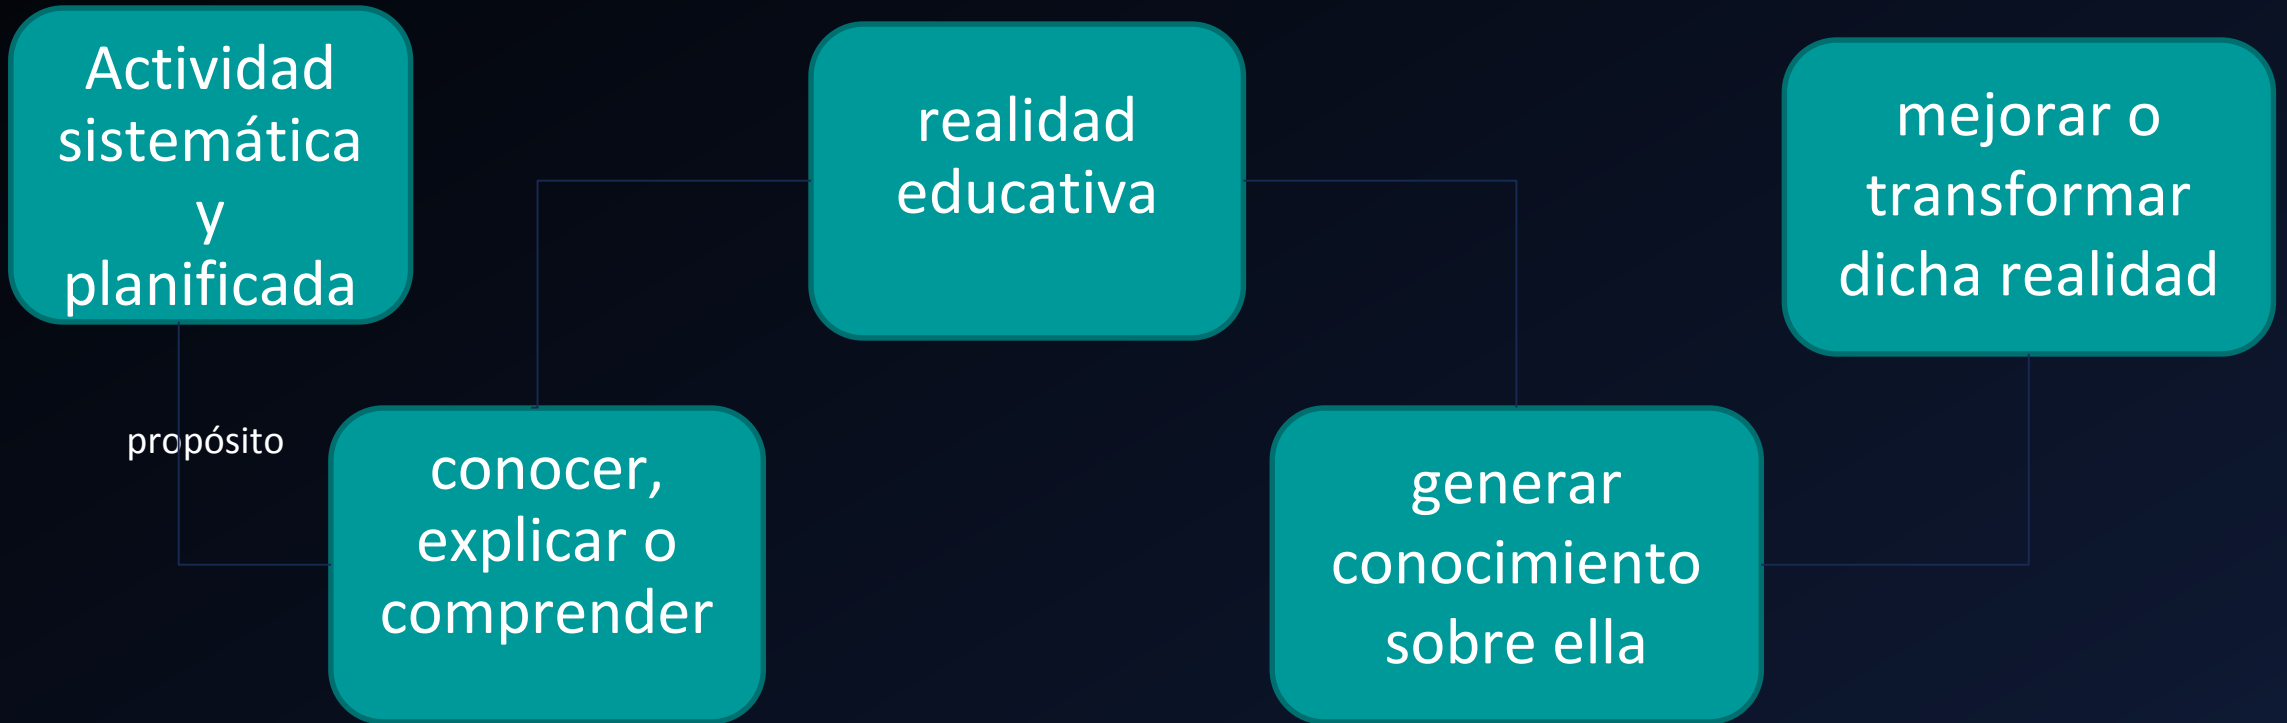 Actividad
sistemática
y
planificada
propósito
conocer,
explicar o
comprender
realidad
educativa
generar
conocimiento
sobre ella
mejorar o
transformar
dicha realidad